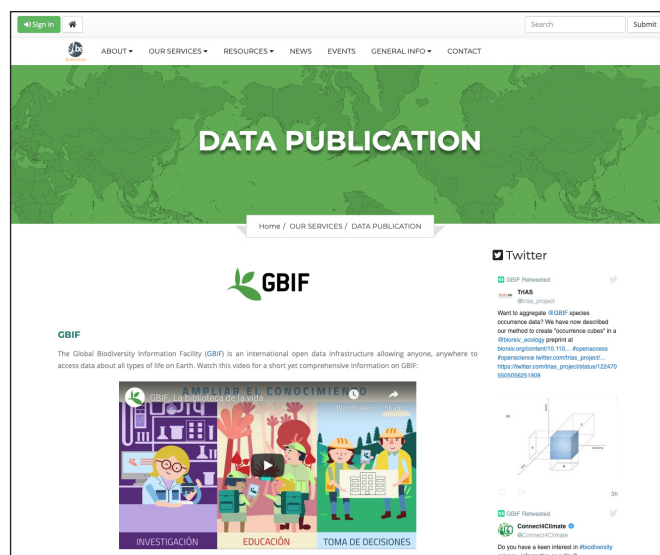 Sign in
Search
Submit
ABOUT
OUR SERVICES
RESOURCES
NEWS
EVENTS
GENERAL INFO
CONTACT
DATA PUBLICATION
Home / OUR SERVICES / DATA PUBLICATION
GBIF
GBIF
The Global Biodiversity Information Facility (GBIF) is an international open data infrastructure allowing anyone, anywhere to
access data about all types of life on Earth. Watch this video for a short yet comprehensive information on GBIF:
AMPLIAR EL CONOCIMIENTO
GBIF: La biblioteca de la vida
Watch later
Share
INVESTIGACIÓN
EDUCACIÓN
TOMA DE DECISIONES
Twitter
GBIF Retweeted
TrIAS
@trias_project
Want to aggregate @GBIF species
occurrence data? We have now described
our method to create "occurrence cubes" in a
@biorxiv_ecology preprint at
biorxiv.org/content/10.110… #openaccess
#openscience twitter.com/trias_project/…
https://twitter.com/trias_project/status/122470
5505056251909
3h
GBIF Retweeted
Connect4Climate
@Connect4Climate
Do you have a keen interest in #biodiversity